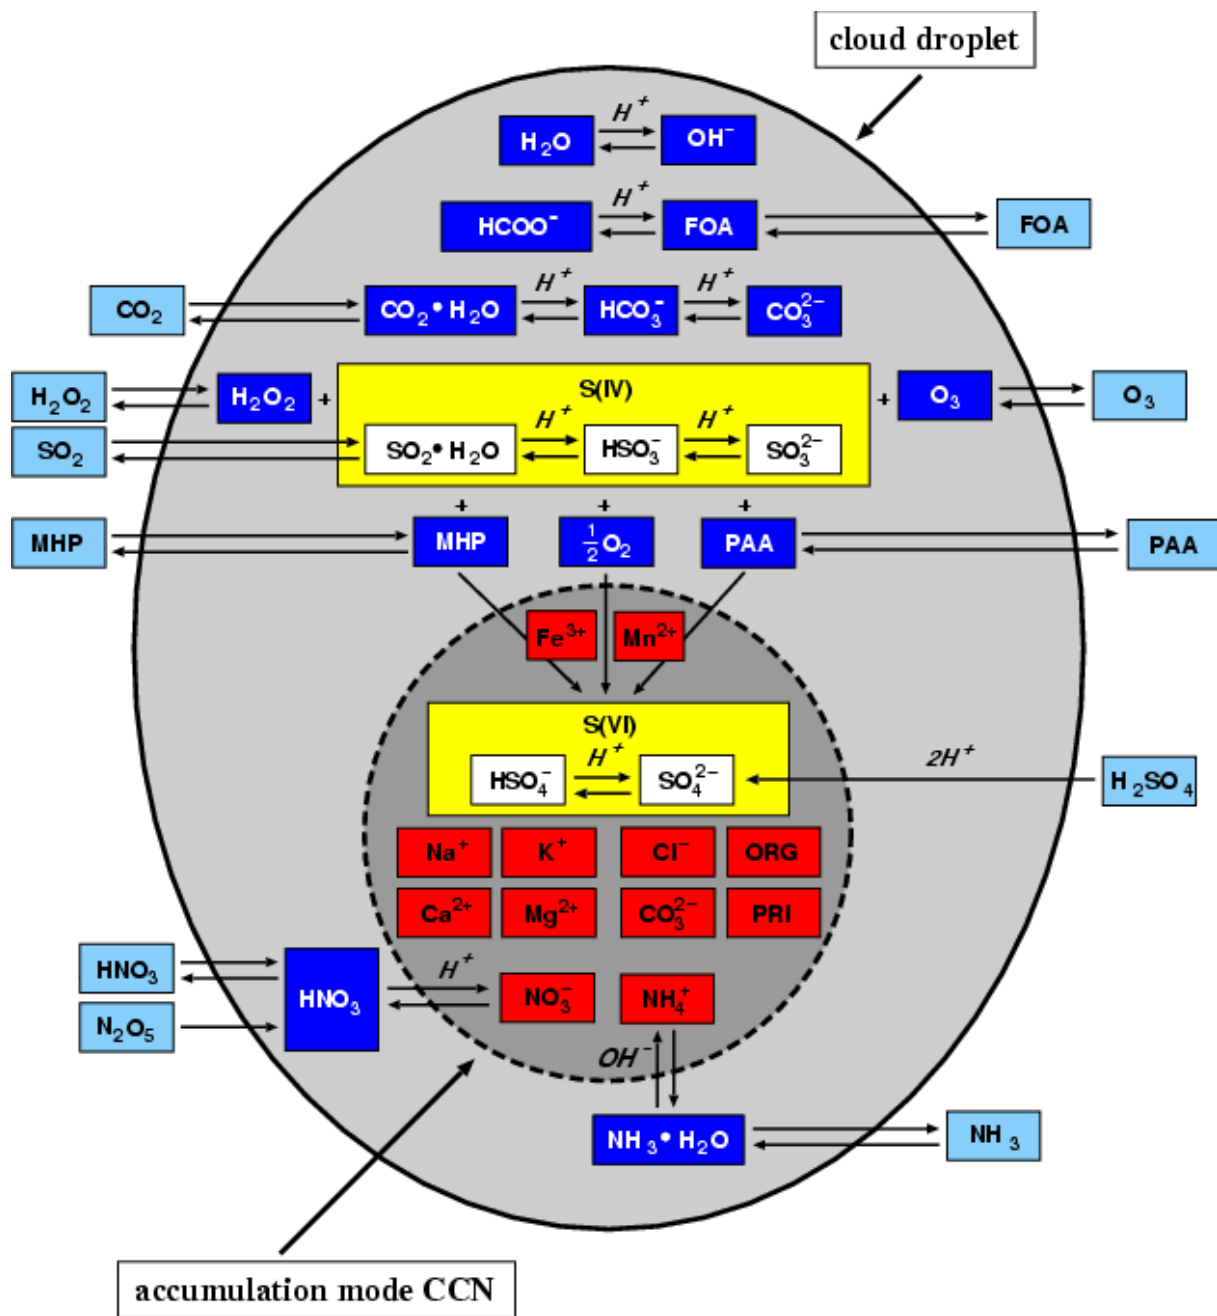 cloud droplet
H₂O
H⁺
OH⁻
HCOO⁻
H⁺
FOA
FOA
CO₂
CO₂•H₂O
H⁺
HCO₃⁻
H⁺
CO₃²⁻
H₂O₂
H₂O₂
+
S(IV)
+
O₃
O₃
SO₂
SO₂•H₂O
H⁺
HSO₃⁻
H⁺
SO₃²⁻
+
+
+
MHP
MHP
½O₂
PAA
PAA
Fe³⁺
Mn²⁺
S(VI)
HSO₄⁻
H⁺
SO₄²⁻
2H⁺
H₂SO₄
Na⁺
K⁺
Cl⁻
ORG
Ca²⁺
Mg²⁺
CO₃²⁻
PRI
HNO₃
N₂O₅
HNO₃
H⁺
NO₃⁻
NH₄⁺
OH⁻
NH₃•H₂O
NH₃
accumulation mode CCN